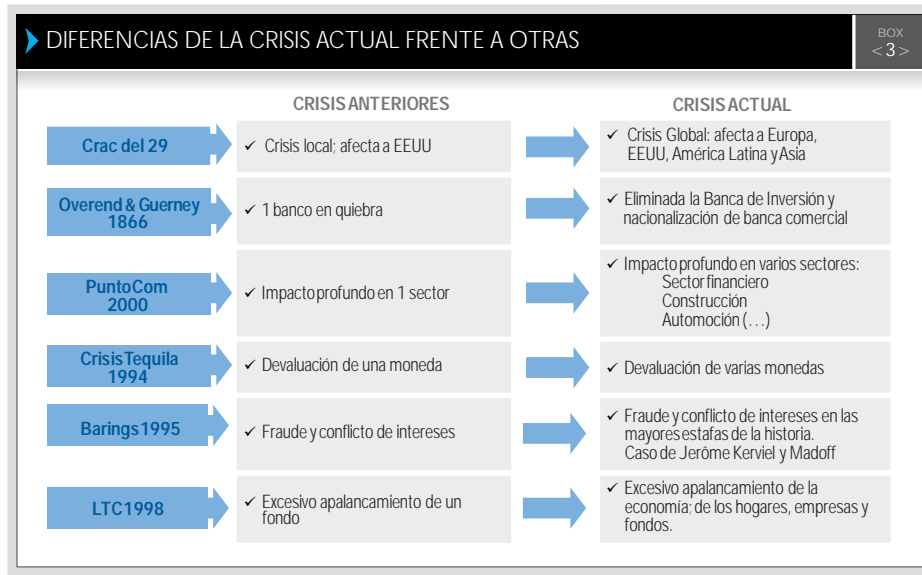 DIFERENCIAS DE LA CRISIS ACTUAL FRENTE A OTRAS
BOX
<3>
CRISIS ANTERIORES
CRISIS ACTUAL
Crac del 29
✓ Crisis local; afecta a EEUU
✓ Crisis Global: afecta a Europa,
EEUU, América Latina y Asia
Overend & Guerney
1866
✓ 1 banco en quiebra
✓ Eliminada la Banca de Inversión y
nacionalización de banca comercial
PuntoCom
2000
✓ Impacto profundo en 1 sector
✓ Impacto profundo en varios sectores:
Sector financiero
Construcción
Automoción (…)
Crisis Tequila
1994
✓ Devaluación de una moneda
✓ Devaluación de varias monedas
Barings 1995
✓ Fraude y conflicto de intereses
✓ Fraude y conflicto de intereses en las
mayores estafas de la historia.
Caso de Jerôme Kerviel y Madoff
LTC 1998
✓ Excesivo apalancamiento de un
fondo
✓ Excesivo apalancamiento de la
economía; de los hogares, empresas y
fondos.